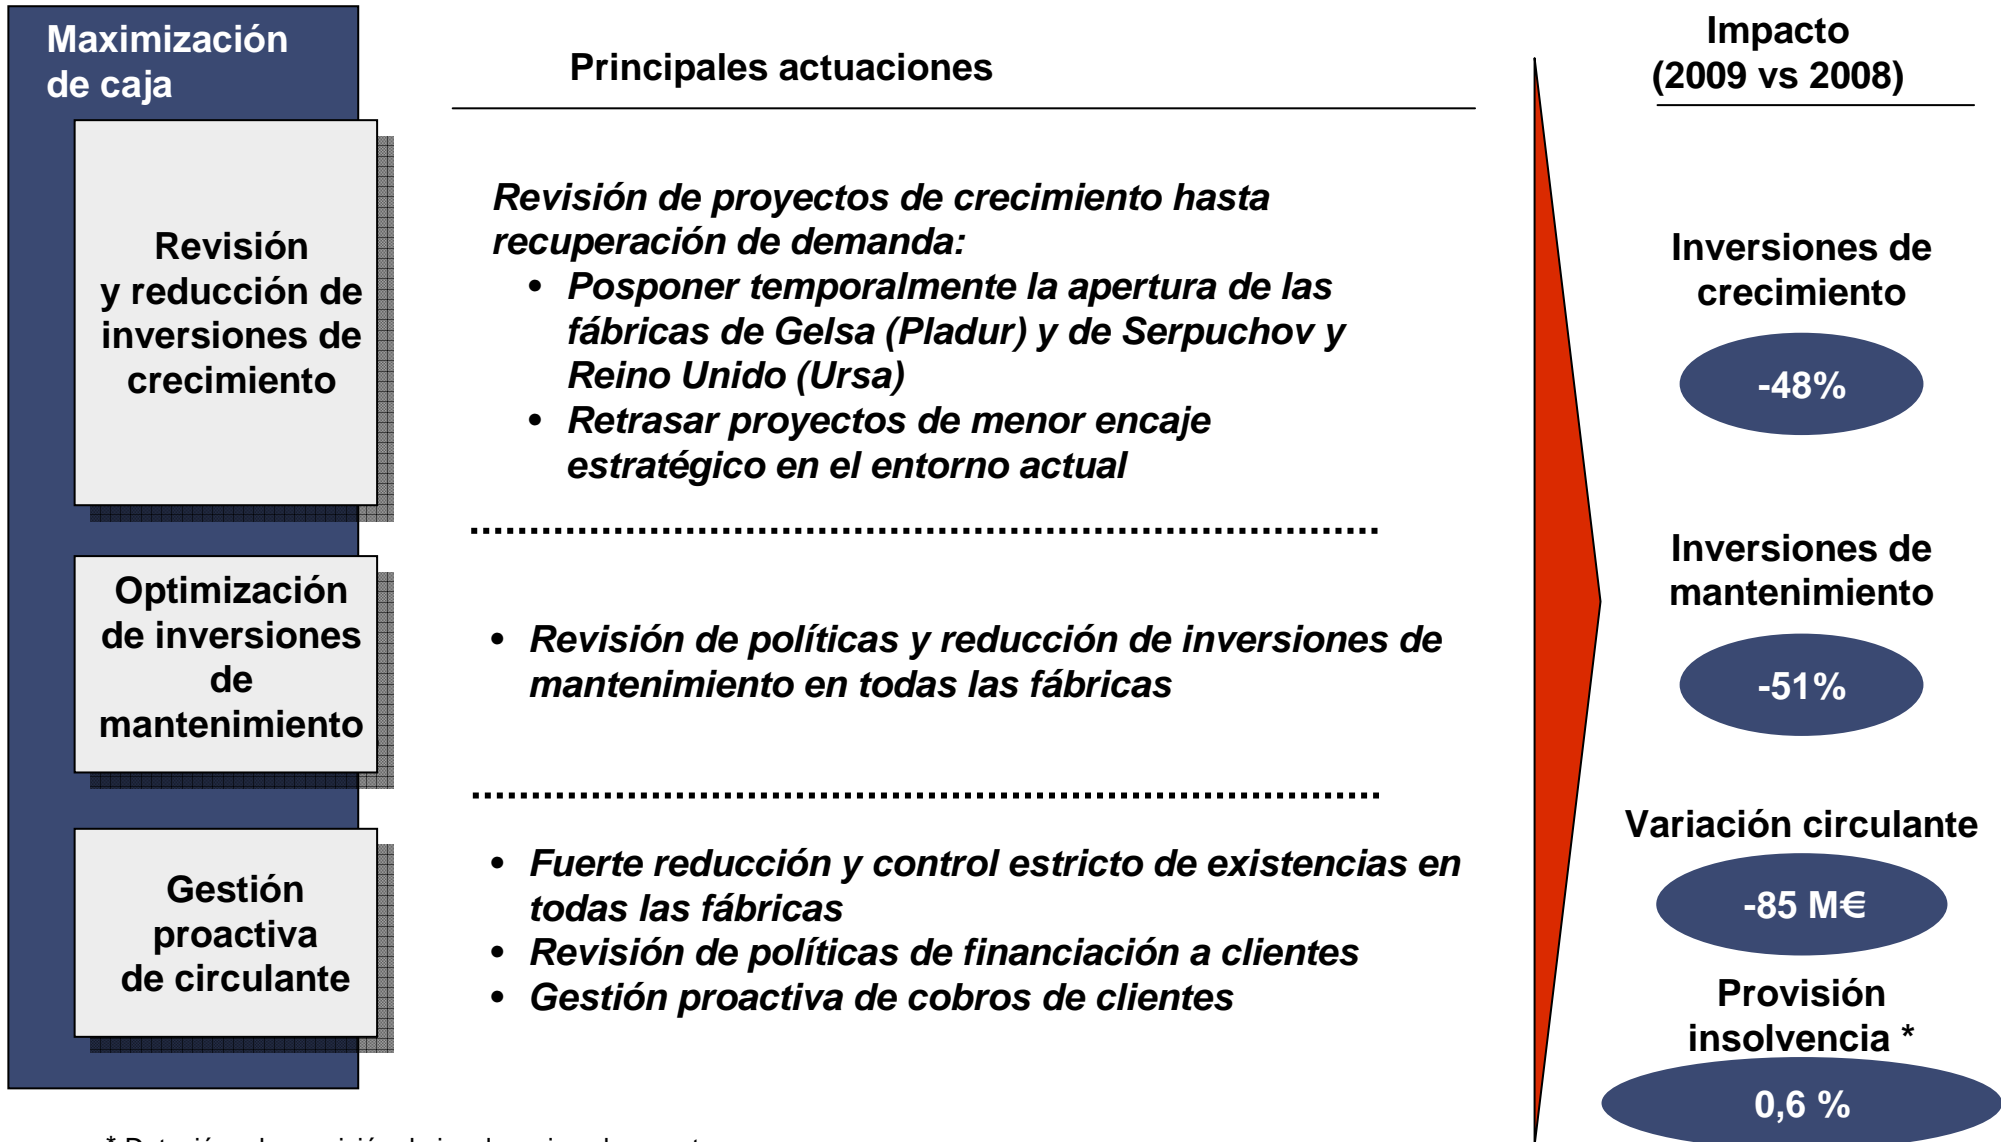 Maximización
de caja
Principales actuaciones
Impacto
(2009 vs 2008)
Revisión
y reducción de
inversiones de
crecimiento
Revisión de proyectos de crecimiento hasta
recuperación de demanda:
• Posponer temporalmente la apertura de las
fábricas de Gelsa (Pladur) y de Serpuchov y
Reino Unido (Ursa)
• Retrasar proyectos de menor encaje
estratégico en el entorno actual
Inversiones de
crecimiento
-48%
Optimización
de inversiones
de
mantenimiento
• Revisión de políticas y reducción de inversiones de
mantenimiento en todas las fábricas
Inversiones de
mantenimiento
-51%
Gestión
proactiva
de circulante
• Fuerte reducción y control estricto de existencias en
todas las fábricas
• Revisión de políticas de financiación a clientes
• Gestión proactiva de cobros de clientes
Variación circulante
-85 M€
Provisión
insolvencia *
0,6 %